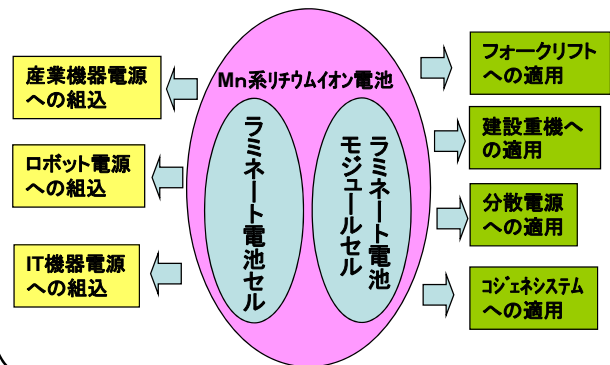 産業機器電源
への組込
ロボット電源
への組込
IT機器電源
への組込
Mn系リチウムイオン電池
ラミネート電池セル
ラミネート電池
モジュールセル
フォークリフト
への適用
建設重機へ
の適用
分散電源
への適用
コジェネシステム
への適用